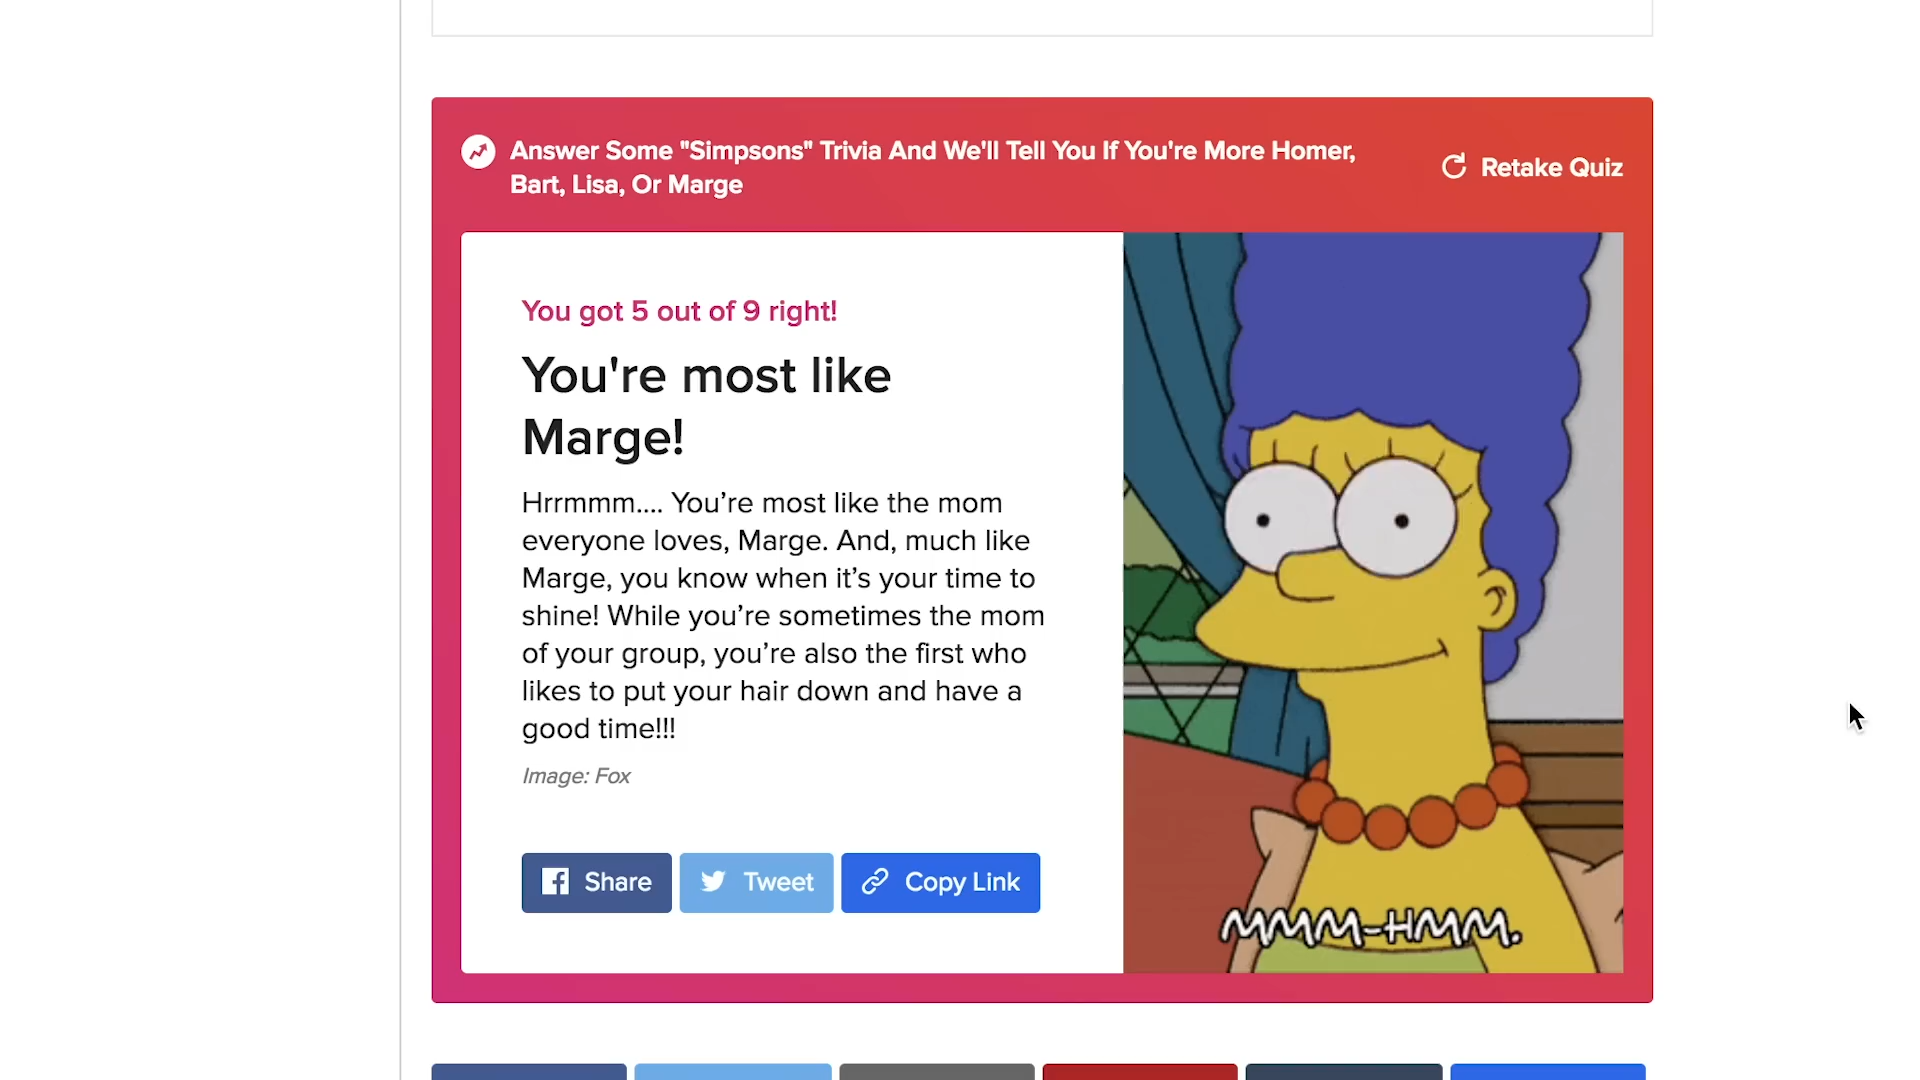 Answer Some "Simpsons" Trivia And We'll Tell You If You're More Homer,
Bart, Lisa, Or Marge
Retake Quiz
You got 5 out of 9 right!
You're most like
Marge!
Hrrmmm.... You’re most like the mom
everyone loves, Marge. And, much like
Marge, you know when it’s your time to
shine! While you’re sometimes the mom
of your group, you’re also the first who
likes to put your hair down and have a
good time!!!
Image: Fox
Share
Tweet
Copy Link
MMM-HMM.